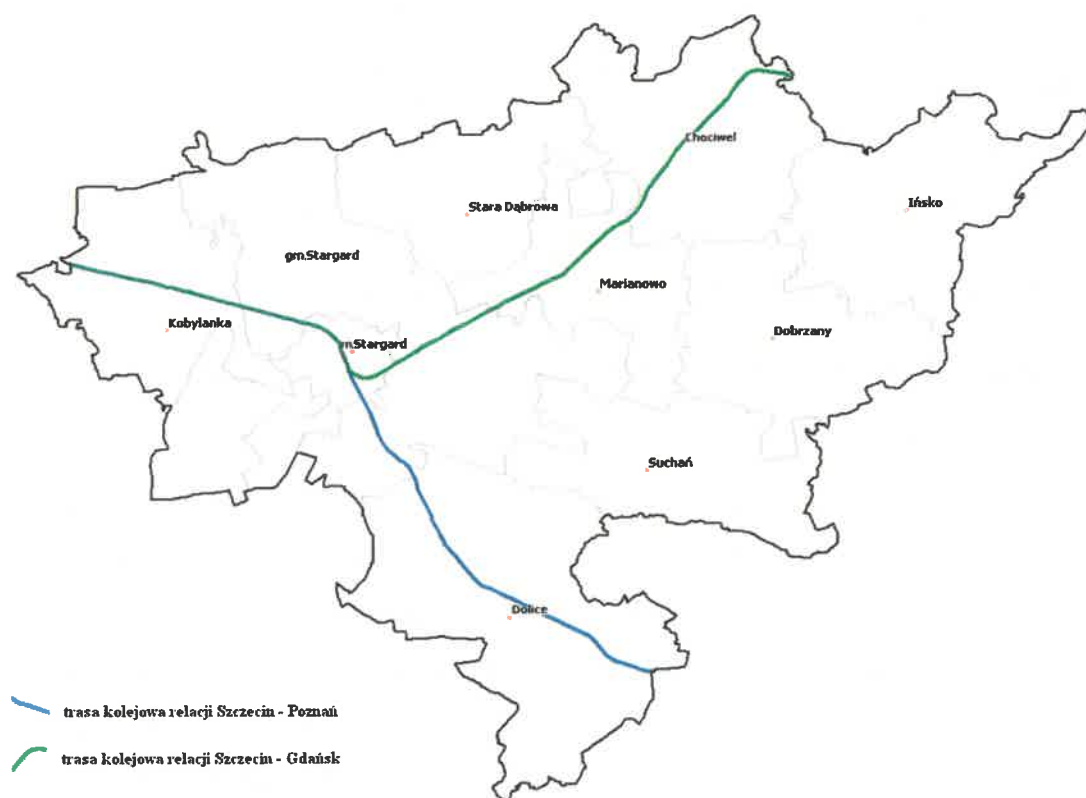 Chociwel
Stara Dąbrowa
Ińsko
gm.Stargard
Marianowo
Kobylanka
Dobrzany
m.Stargard
Suchań
Dolice
trasa kolejowa relacji Szczecin - Poznań
trasa kolejowa relacji Szczecin - Gdańsk